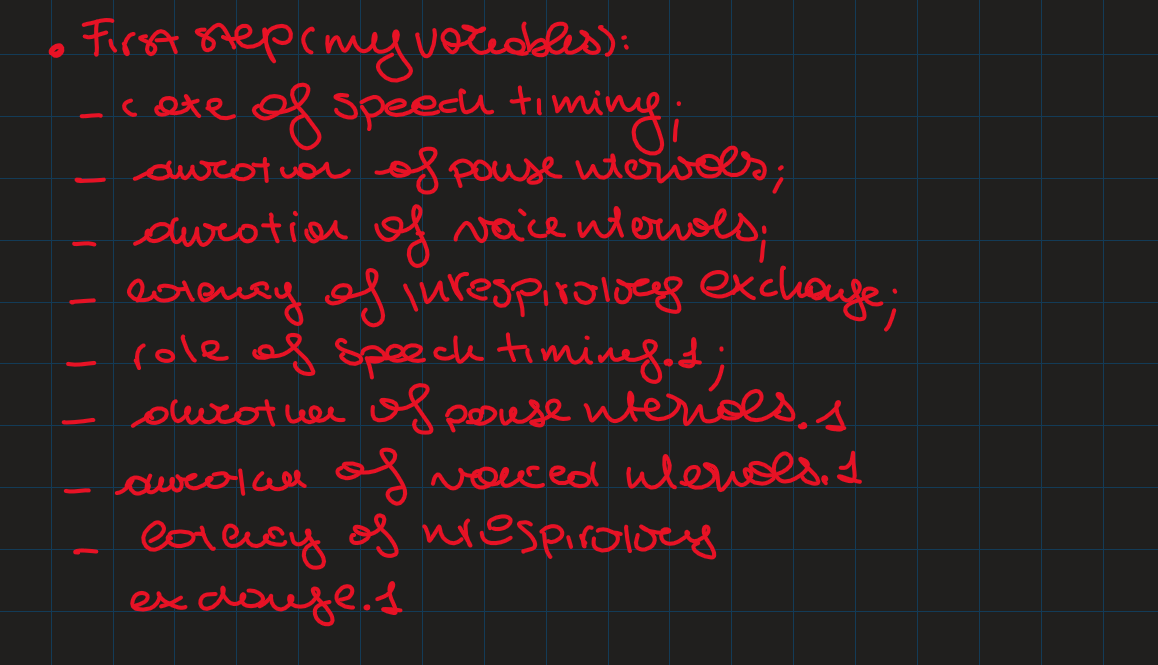 • First step (my variables):
- rate of speech timing;
- duration of pause intervals;
- duration of voice intervals;
- latency of inrespiratory exchange;
- rate of speech timing.1;
- duration of pause intervals.1
- duration of voiced intervals.1
- latency of respiratory
exchange.1